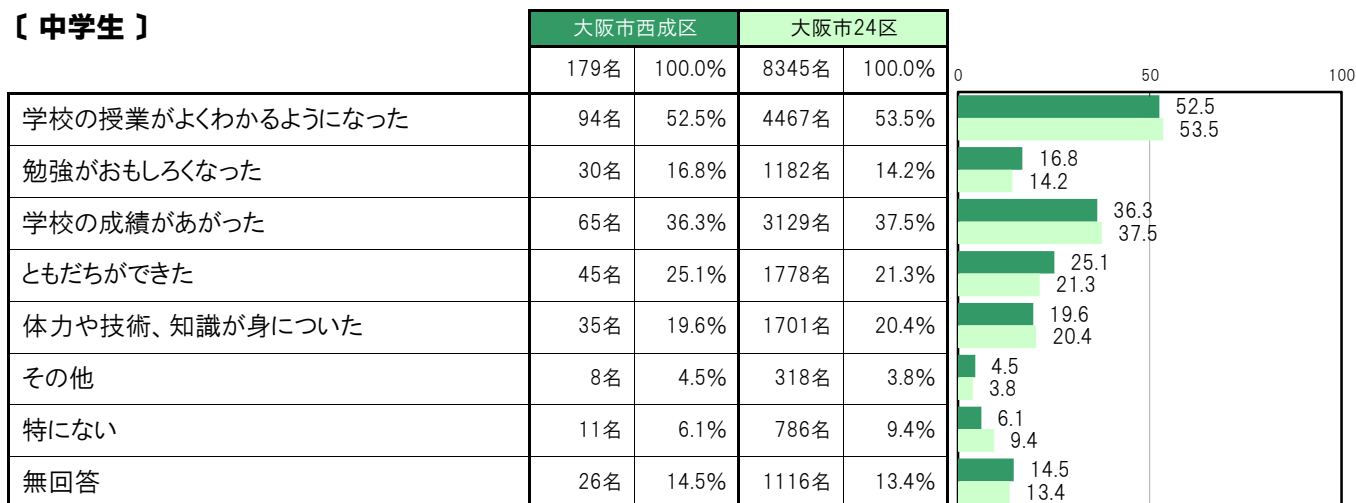 〔 中学生 〕
大阪市西成区 大阪市24区
179名 100.0% 8345名 100.0%
0 50 100
学校の授業がよくわかるようになった 94名 52.5% 4467名 53.5%
52.5
53.5
勉強がおもしろくなった 30名 16.8% 1182名 14.2%
16.8
14.2
学校の成績があがった 65名 36.3% 3129名 37.5%
36.3
37.5
ともだちができた 45名 25.1% 1778名 21.3%
25.1
21.3
体力や技術、知識が身についた 35名 19.6% 1701名 20.4%
19.6
20.4
その他 8名 4.5% 318名 3.8%
4.5
3.8
特にない 11名 6.1% 786名 9.4%
6.1
9.4
無回答 26名 14.5% 1116名 13.4%
14.5
13.4